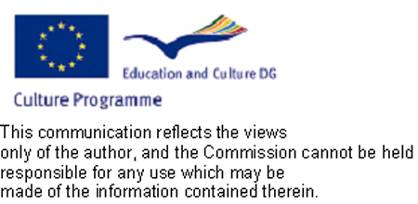 Education and Culture DG
Culture Programme
This communication reflects the views
only of the author, and the Commission cannot be held
responsible for any use which may be
made of the information contained therein.